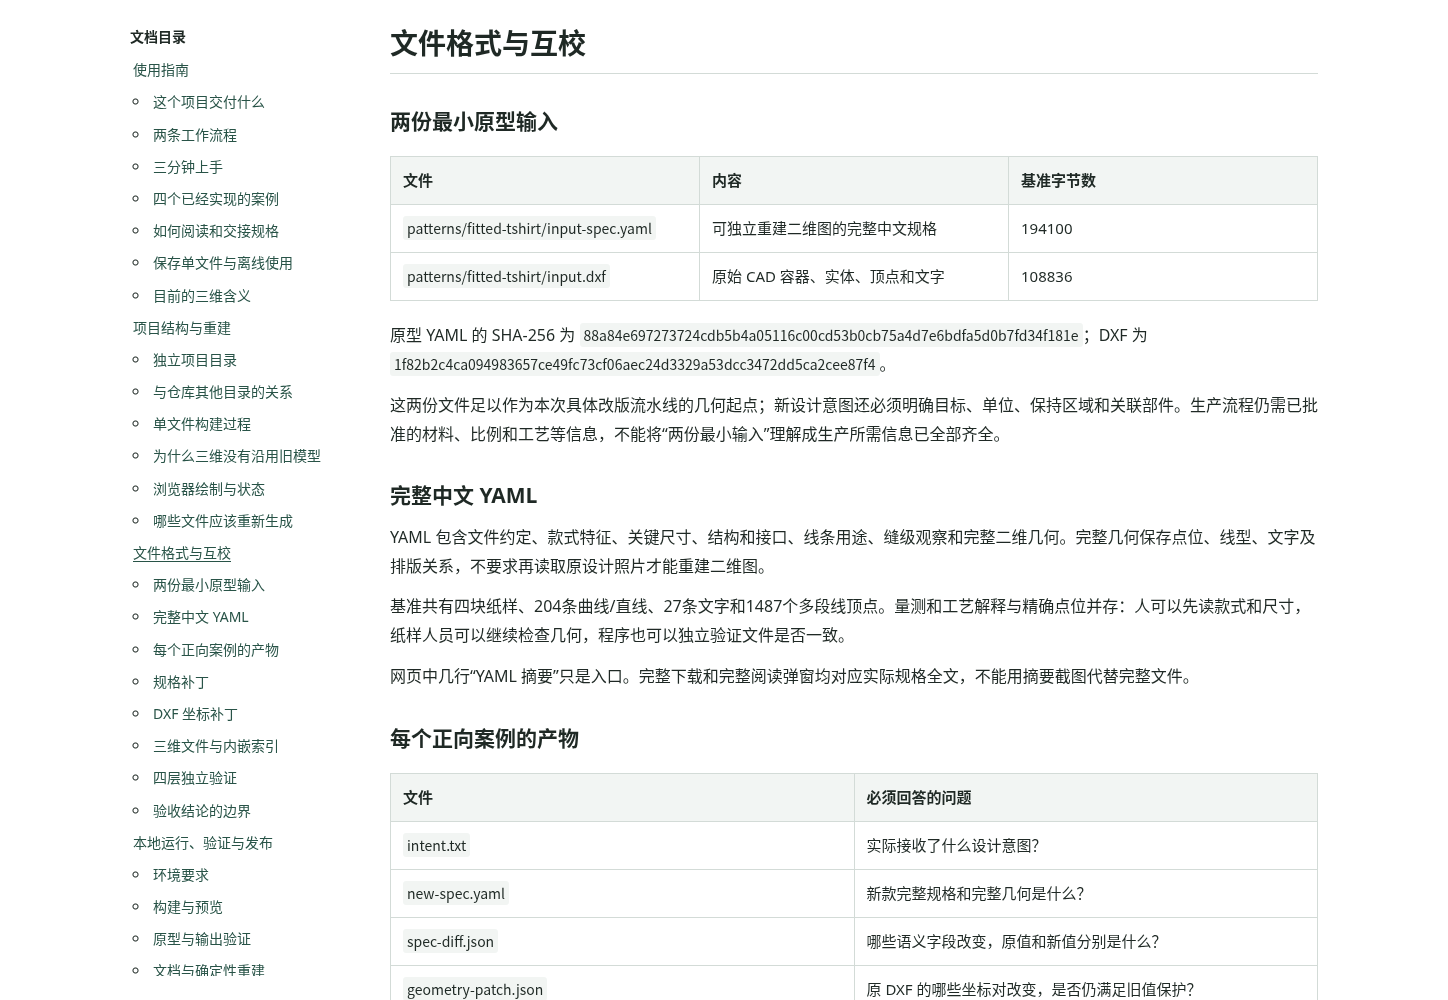 文档目录
使用指南
这个项目交付什么
两条工作流程
三分钟上手
四个已经实现的案例
如何阅读和交接规格
保存单文件与离线使用
目前的三维含义
项目结构与重建
独立项目目录
与仓库其他目录的关系
单文件构建过程
为什么三维没有沿用旧模型
浏览器绘制与状态
哪些文件应该重新生成
文件格式与互校
两份最小原型输入
完整中文 YAML
每个正向案例的产物
规格补丁
DXF 坐标补丁
三维文件与内嵌索引
四层独立验证
验收结论的边界
本地运行、验证与发布
环境要求
构建与预览
原型与输出验证
文档与确定性重建
文件格式与互校
两份最小原型输入
文件 内容 基准字节数
patterns/fitted-tshirt/input-spec.yaml 可独立重建二维图的完整中文规格 194100
patterns/fitted-tshirt/input.dxf 原始 CAD 容器、实体、顶点和文字 108836
原型 YAML 的 SHA-256 为 88a84e697273724cdb5b4a05116c00cd53b0cb75a4d7e6bdfa5d0b7fd34f181e；DXF 为
1f82b2c4ca094983657ce49fc73cf06aec24d3329a53dcc3472dd5ca2cee87f4。
这两份文件足以作为本次具体改版流水线的几何起点；新设计意图还必须明确目标、单位、保持区域和关联部件。生产流程仍需已批
准的材料、比例和工艺等信息，不能将“两份最小输入”理解成生产所需信息已全部齐全。
完整中文 YAML
YAML 包含文件约定、款式特征、关键尺寸、结构和接口、线条用途、缝级观察和完整二维几何。完整几何保存点位、线型、文字及
排版关系，不要求再读取原设计照片才能重建二维图。
基准共有四块纸样、204条曲线/直线、27条文字和1487个多段线顶点。量测和工艺解释与精确点位并存：人可以先读款式和尺寸，
纸样人员可以继续检查几何，程序也可以独立验证文件是否一致。
网页中几行“YAML 摘要”只是入口。完整下载和完整阅读弹窗均对应实际规格全文，不能用摘要截图代替完整文件。
每个正向案例的产物
文件 必须回答的问题
intent.txt 实际接收了什么设计意图？
new-spec.yaml 新款完整规格和完整几何是什么？
spec-diff.json 哪些语义字段改变，原值和新值分别是什么？
geometry-patch.json 原 DXF 的哪些坐标对改变，是否仍满足旧值保护？